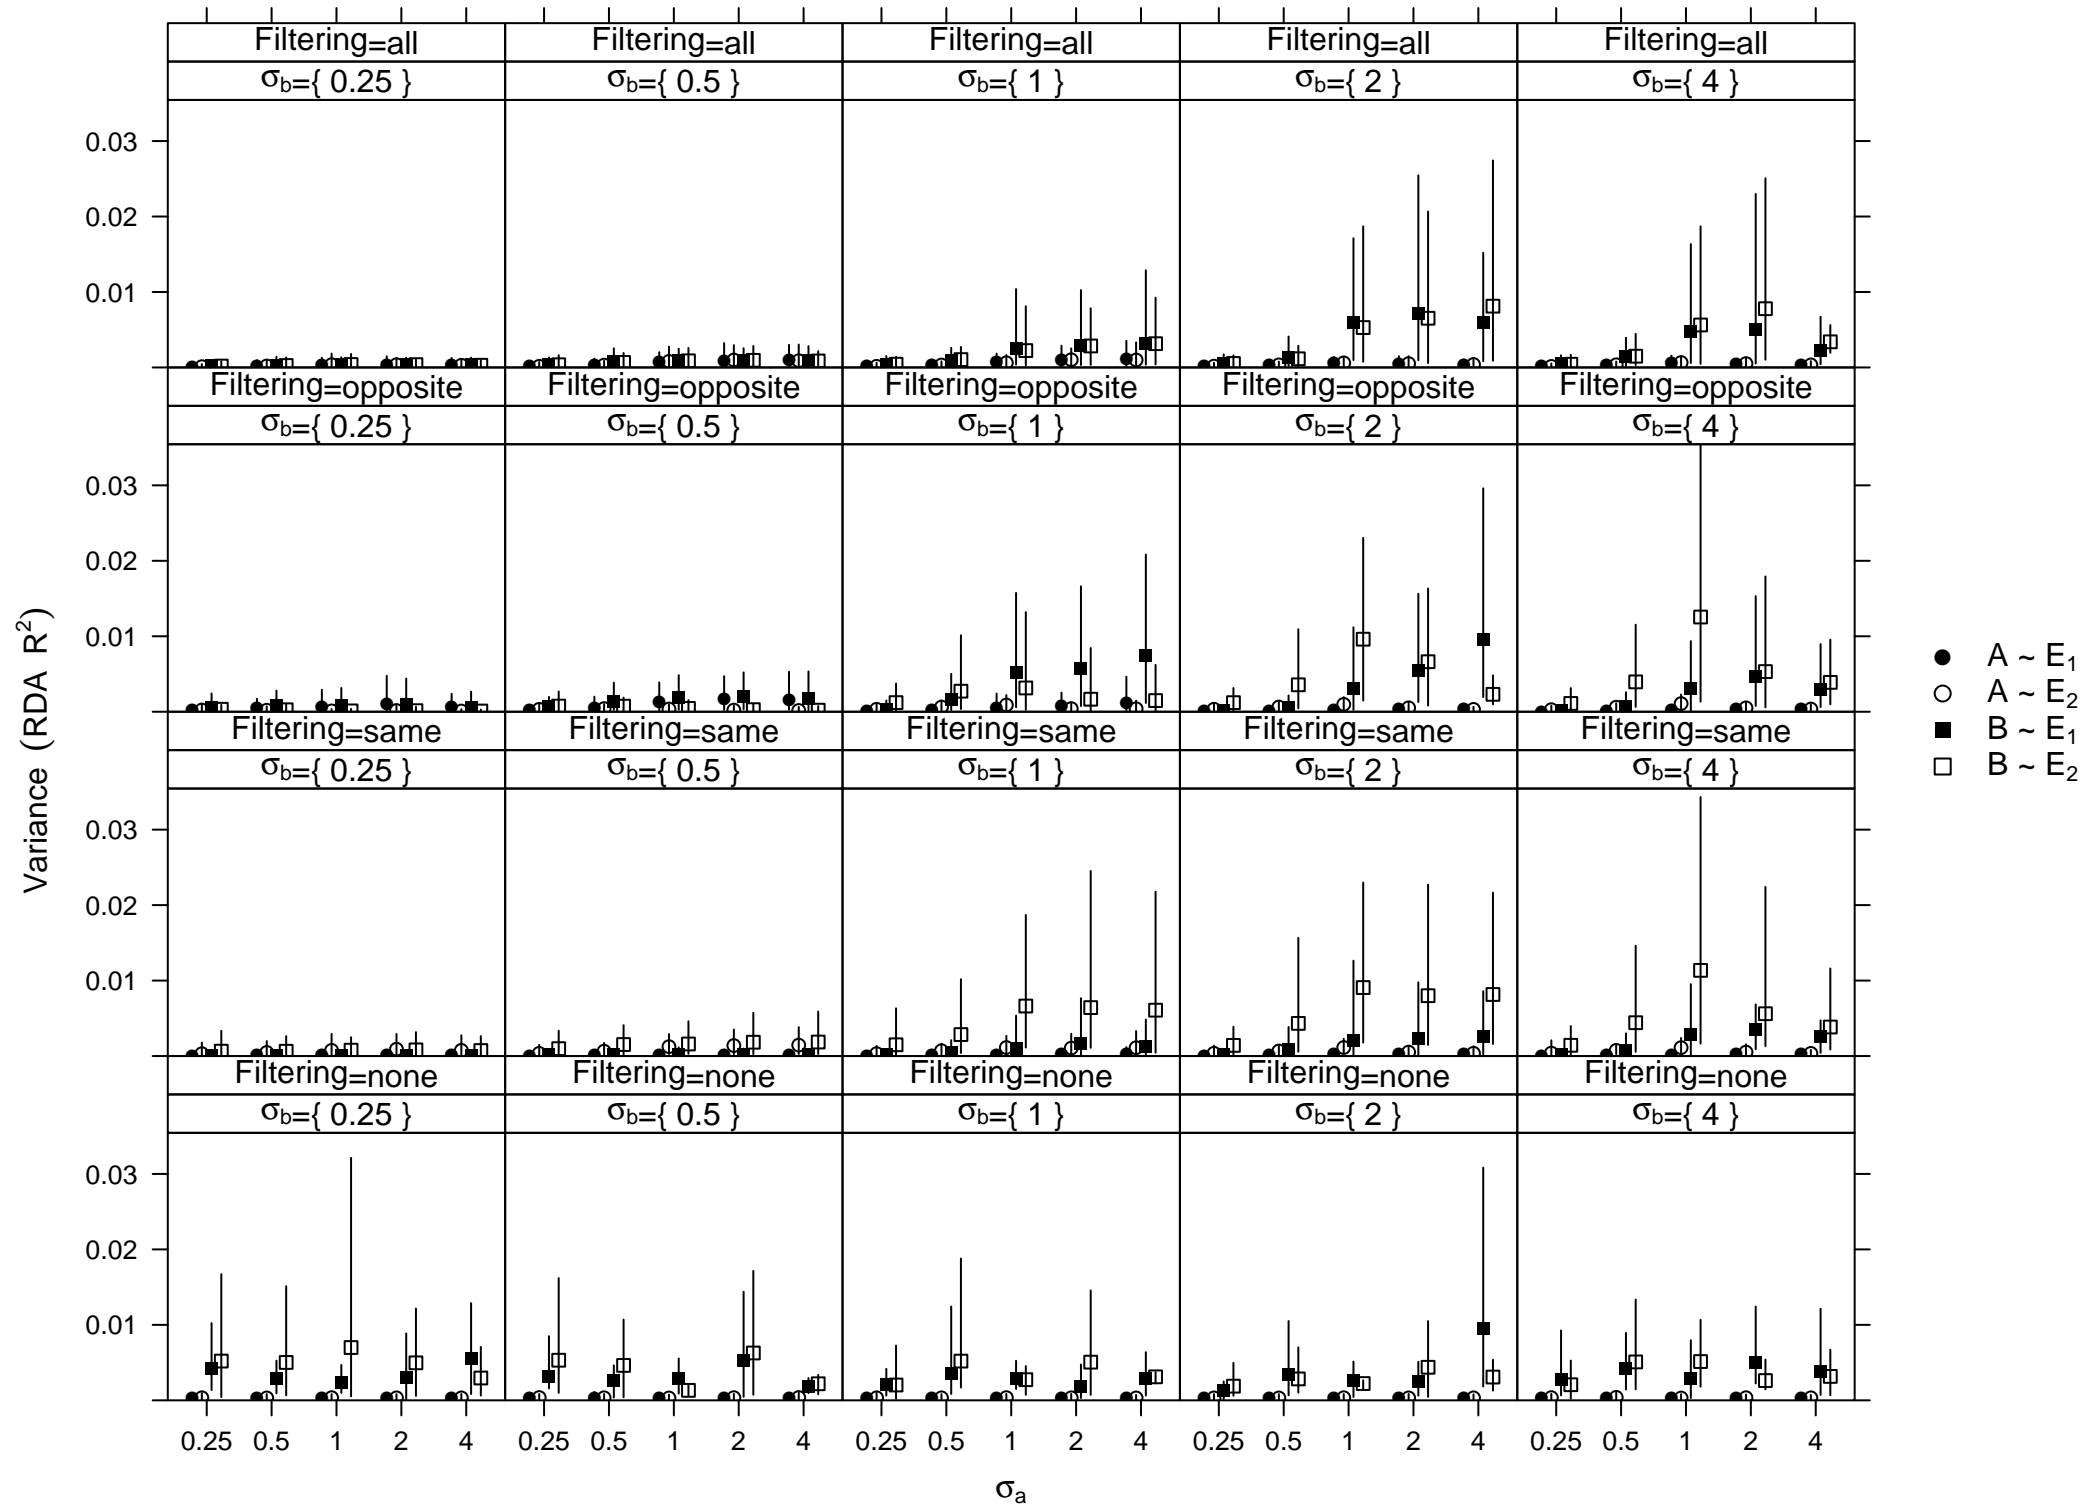 Filtering=all Filtering=all Filtering=all Filtering=all Filtering=all
σb={ 0.25 } σb={ 0.5 } σb={ 1 } σb={ 2 } σb={ 4 }
0.03
0.02
0.01
Filtering=opposite Filtering=opposite Filtering=opposite Filtering=opposite Filtering=opposite
σb={ 0.25 } σb={ 0.5 } σb={ 1 } σb={ 2 } σb={ 4 }
0.03
0.02
0.01
Filtering=same Filtering=same Filtering=same Filtering=same Filtering=same
σb={ 0.25 } σb={ 0.5 } σb={ 1 } σb={ 2 } σb={ 4 }
0.03
0.02
0.01
Filtering=none Filtering=none Filtering=none Filtering=none Filtering=none
σb={ 0.25 } σb={ 0.5 } σb={ 1 } σb={ 2 } σb={ 4 }
0.03
0.02
0.01
0.25 0.5 1 2 4 0.25 0.5 1 2 4 0.25 0.5 1 2 4 0.25 0.5 1 2 4 0.25 0.5 1 2 4
σa
Variance (RDA R²)
A ~ E₁
A ~ E₂
B ~ E₁
B ~ E₂